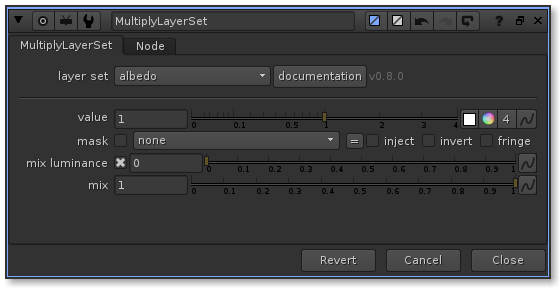 MultiplyLayerSet ?
MultiplyLayerSet Node
layer set albedo documentation v0.8.0
value 1 0 0.1 0.5 1 2 3 4 4
mask none = inject invert fringe
mix luminance 0 0 0.1 0.2 0.3 0.4 0.5 0.6 0.7 0.8 0.9 1
mix 1 0 0.1 0.2 0.3 0.4 0.5 0.6 0.7 0.8 0.9 1
Revert Cancel Close